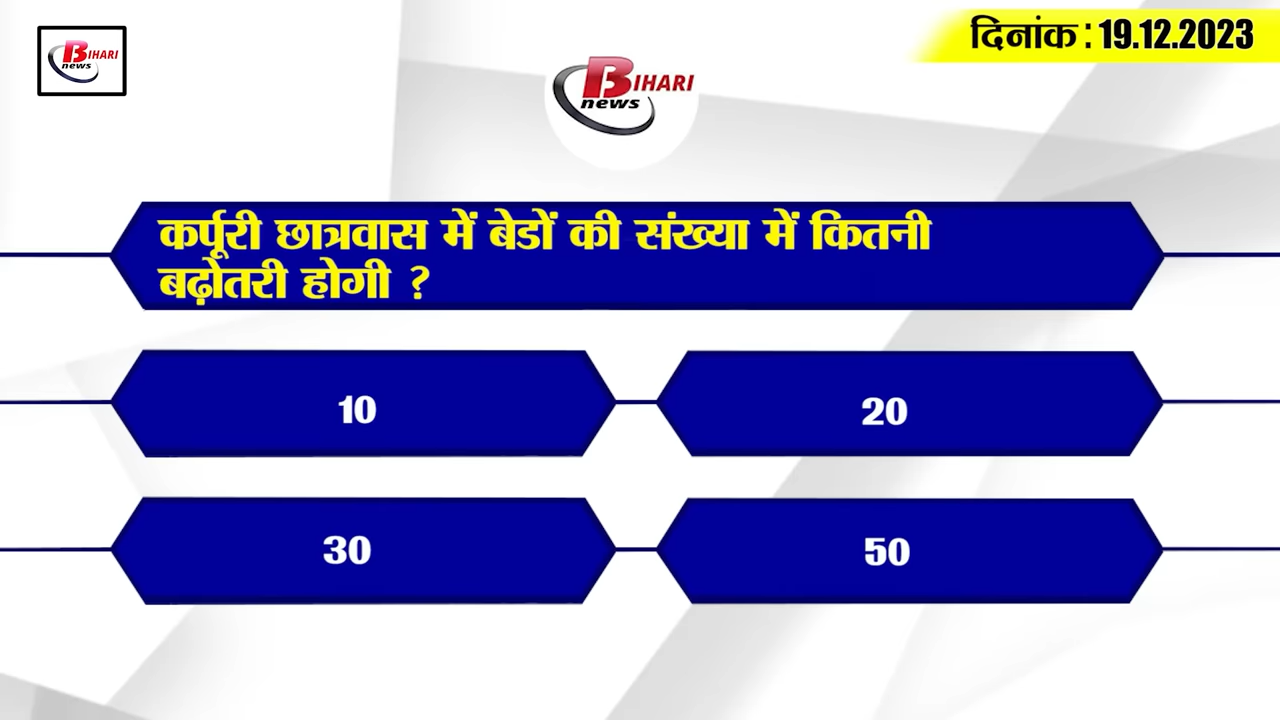 BIHARI
news
दिनांक : 19.12.2023
BIHARI
news
कर्पूरी छात्रवास में बेडों की संख्या में कितनी
बढ़ोतरी होगी ?
10
20
30
50